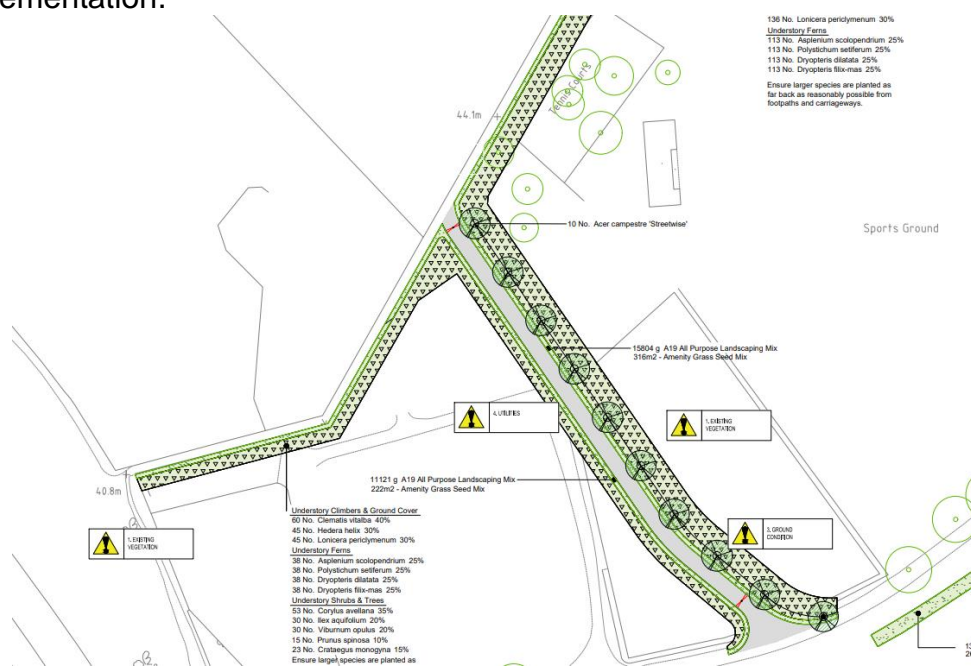 ementation.
136 No. Lonicera periclymenum 30%
Understory Ferns
113 No. Asplenium scolopendrium 25%
113 No. Polystichum setiferum 25%
113 No. Dryopteris dilatata 25%
113 No. Dryopteris filix-mas 25%
Ensure larger species are planted as
far back as reasonably possible from
footpaths and carriageways.
Tennis Courts
44.1m
10 No. Acer campestre 'Streetwise'
Sports Ground
15804 g A19 All Purpose Landscaping Mix
316m2 - Amenity Grass Seed Mix
4. UTILITIES
1. EXISTING
VEGETATION
11121 g A19 All Purpose Landscaping Mix
222m2 - Amenity Grass Seed Mix
40.8m
1. EXISTING
VEGETATION
3. GROUND
CONDITION
Understory Climbers & Ground Cover
60 No. Clematis vitalba 40%
45 No. Hedera helix 30%
45 No. Lonicera periclymenum 30%
Understory Ferns
38 No. Asplenium scolopendrium 25%
38 No. Polystichum setiferum 25%
38 No. Dryopteris dilatata 25%
38 No. Dryopteris filix-mas 25%
Understory Shrubs & Trees
53 No. Corylus avellana 35%
30 No. Ilex aquifolium 20%
30 No. Viburnum opulus 20%
15 No. Prunus spinosa 10%
23 No. Crataegus monogyna 15%
Ensure larger species are planted as